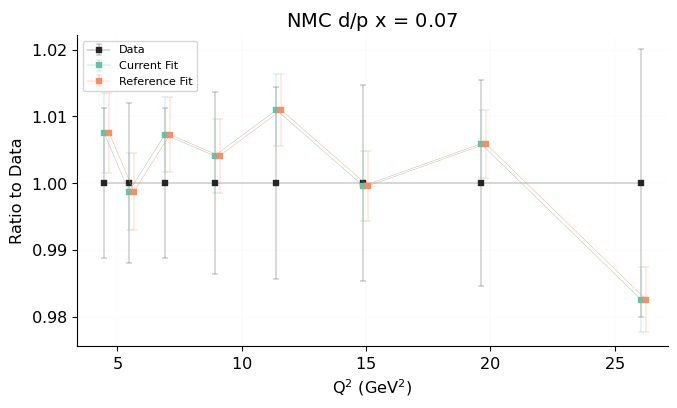 NMC d/p x = 0.07
Ratio to Data
1.02
1.01
1.00
0.99
0.98
Data
Current Fit
Reference Fit
5
10
15
20
25
Q² (GeV²)